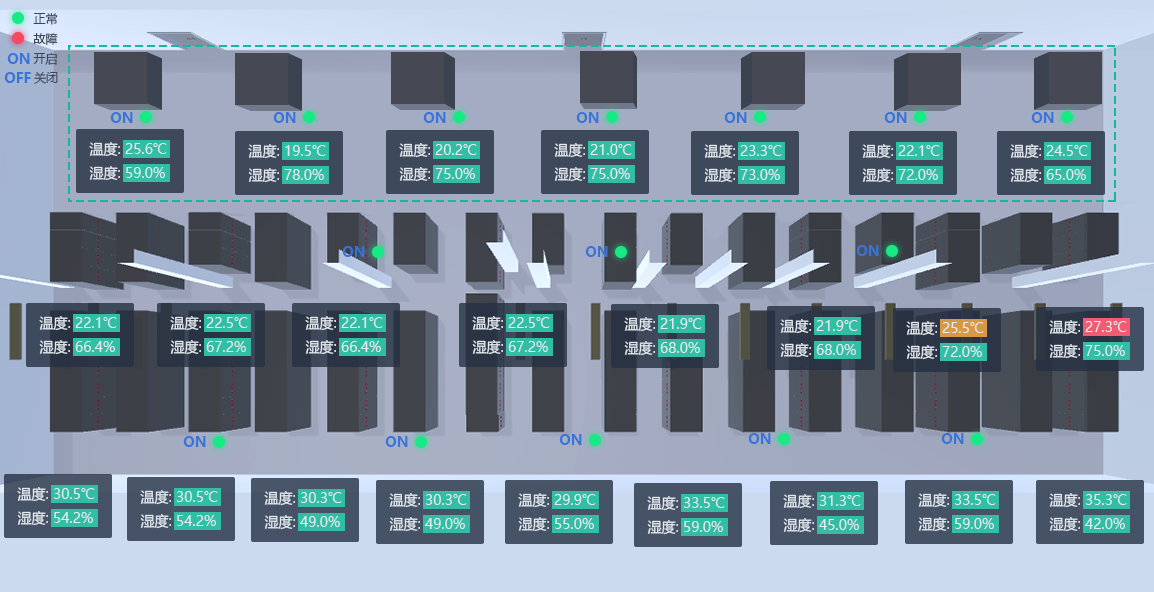 正常
故障
ON 开启
OFF 关闭
ON ON ON ON ON ON ON
温度: 25.6℃
湿度: 59.0%
温度: 19.5℃
湿度: 78.0%
温度: 20.2℃
湿度: 75.0%
温度: 21.0℃
湿度: 75.0%
温度: 23.3℃
湿度: 73.0%
温度: 22.1℃
湿度: 72.0%
温度: 24.5℃
湿度: 65.0%
ON ON ON
温度: 22.1℃
湿度: 66.4%
温度: 22.5℃
湿度: 67.2%
温度: 22.1℃
湿度: 66.4%
温度: 22.5℃
湿度: 67.2%
温度: 21.9℃
湿度: 68.0%
温度: 21.9℃
湿度: 68.0%
温度: 25.5℃
湿度: 72.0%
温度: 27.3℃
湿度: 75.0%
ON ON ON ON ON
温度: 30.5℃
湿度: 54.2%
温度: 30.5℃
湿度: 54.2%
温度: 30.3℃
湿度: 49.0%
温度: 30.3℃
湿度: 49.0%
温度: 29.9℃
湿度: 55.0%
温度: 33.5℃
湿度: 59.0%
温度: 31.3℃
湿度: 45.0%
温度: 33.5℃
湿度: 59.0%
温度: 35.3℃
湿度: 42.0%